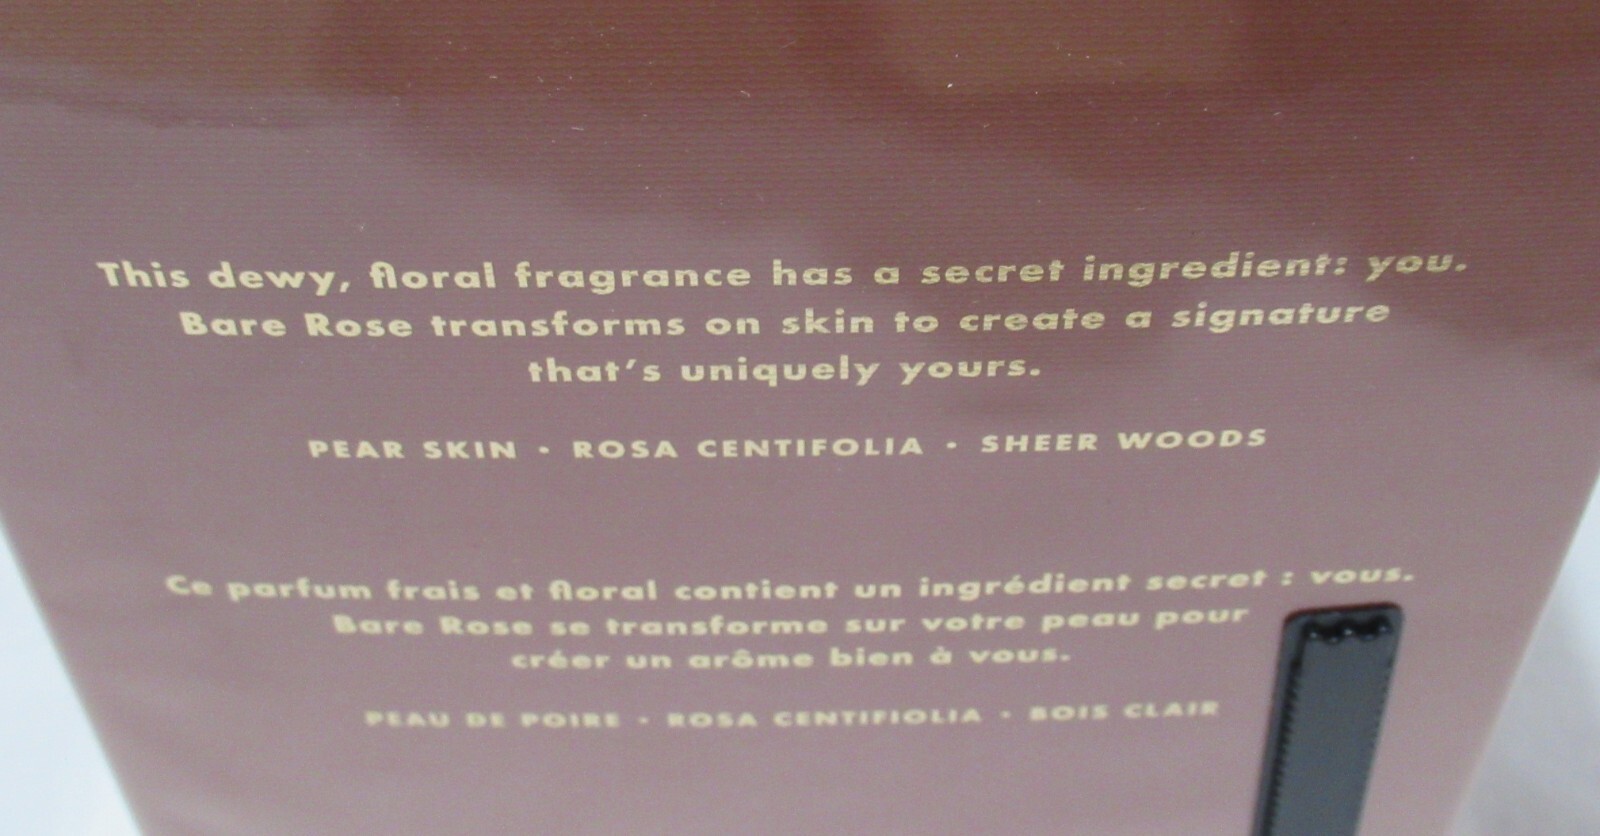 This dewy, floral fragrance has a secret ingredient: you.
Bare Rose transforms on skin to create a signature
that's uniquely yours.
PEAR SKIN • ROSA CENTIFOLIA • SHEER WOODS
Ce parfum frais et floral contient un ingrédient secret : vous.
Bare Rose se transforme sur votre peau pour
créer un arôme bien à vous.
PEAU DE POIRE • ROSA CENTIFIOLIA • BOIS CLAIR